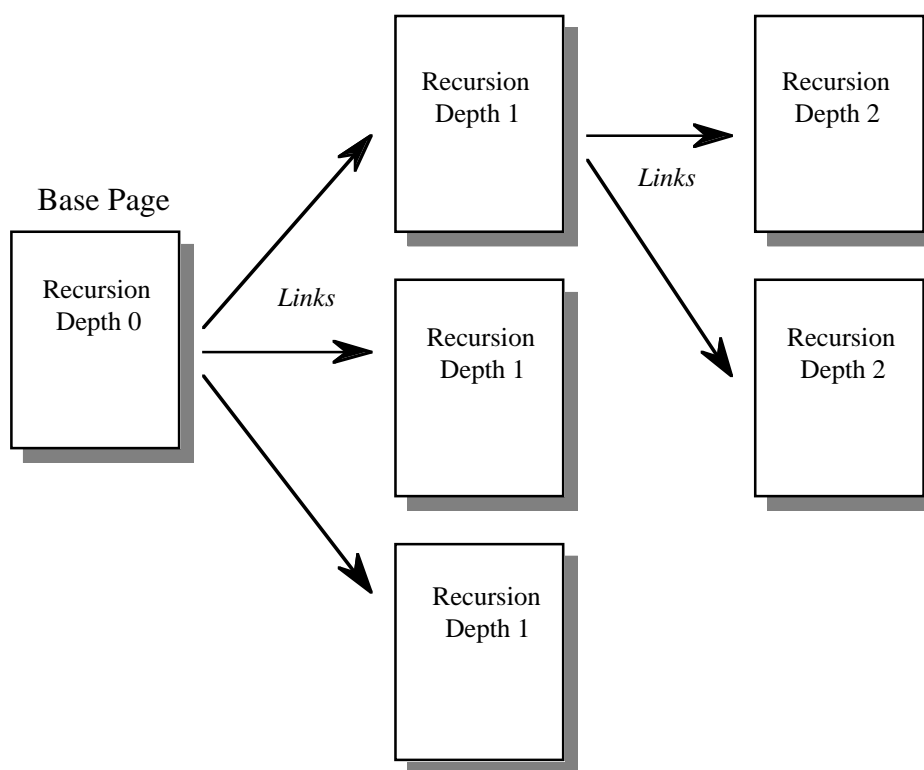 Base Page
Recursion
Depth 0
Links
Recursion
Depth 1
Recursion
Depth 1
Recursion
Depth 1
Links
Recursion
Depth 2
Recursion
Depth 2